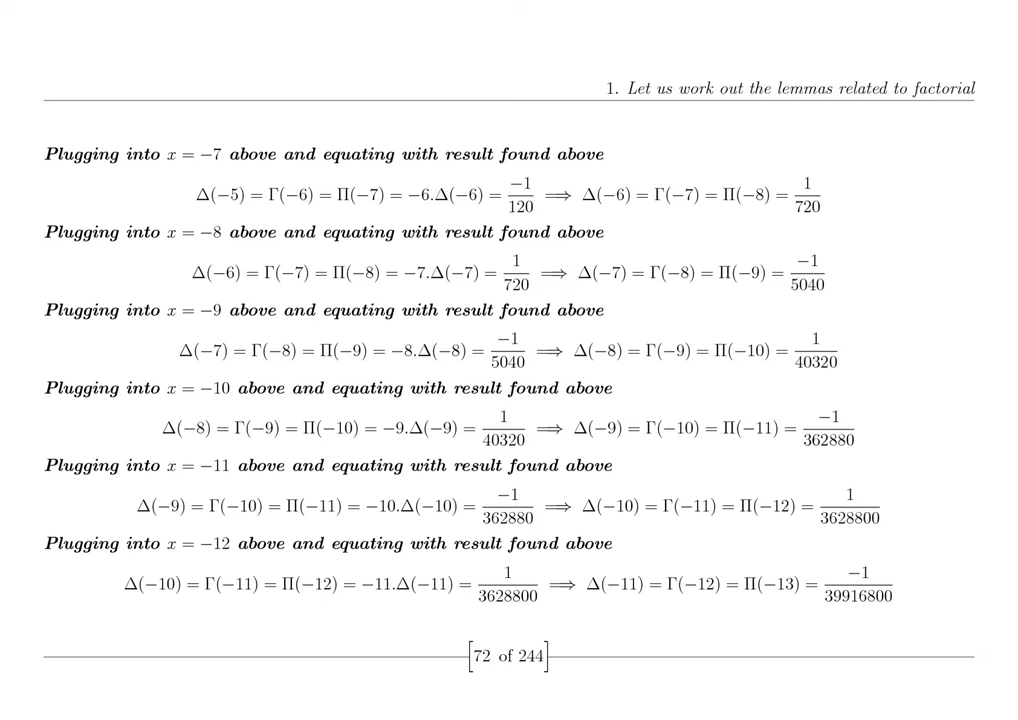 1. Let us work out the lemmas related to factorial
Plugging into x = −7 above and equating with result found above
Δ(−5) = Γ(−6) = Π(−7) = −6.Δ(−6) = −1/120 ⟹ Δ(−6) = Γ(−7) = Π(−8) = 1/720
Plugging into x = −8 above and equating with result found above
Δ(−6) = Γ(−7) = Π(−8) = −7.Δ(−7) = 1/720 ⟹ Δ(−7) = Γ(−8) = Π(−9) = −1/5040
Plugging into x = −9 above and equating with result found above
Δ(−7) = Γ(−8) = Π(−9) = −8.Δ(−8) = −1/5040 ⟹ Δ(−8) = Γ(−9) = Π(−10) = 1/40320
Plugging into x = −10 above and equating with result found above
Δ(−8) = Γ(−9) = Π(−10) = −9.Δ(−9) = 1/40320 ⟹ Δ(−9) = Γ(−10) = Π(−11) = −1/362880
Plugging into x = −11 above and equating with result found above
Δ(−9) = Γ(−10) = Π(−11) = −10.Δ(−10) = −1/362880 ⟹ Δ(−10) = Γ(−11) = Π(−12) = 1/3628800
Plugging into x = −12 above and equating with result found above
Δ(−10) = Γ(−11) = Π(−12) = −11.Δ(−11) = 1/3628800 ⟹ Δ(−11) = Γ(−12) = Π(−13) = −1/39916800
[72 of 244]